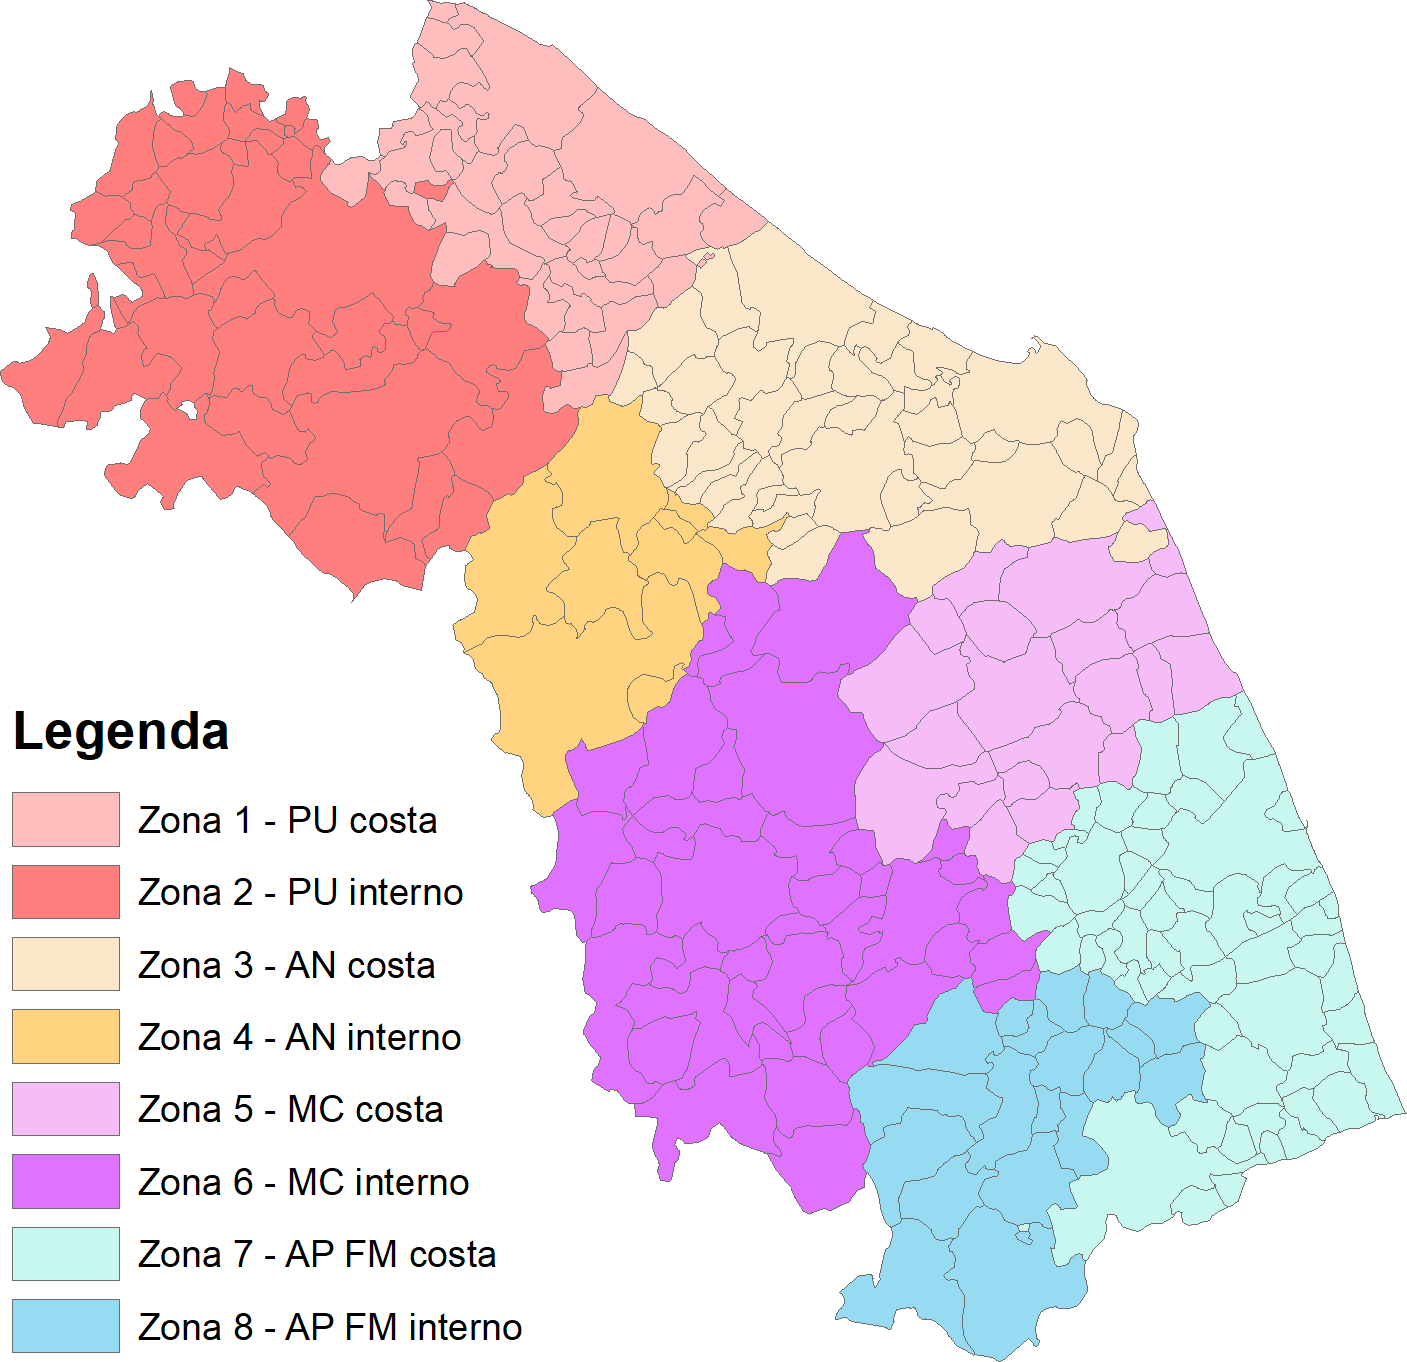 Legenda
Zona 1 - PU costa
Zona 2 - PU interno
Zona 3 - AN costa
Zona 4 - AN interno
Zona 5 - MC costa
Zona 6 - MC interno
Zona 7 - AP FM costa
Zona 8 - AP FM interno